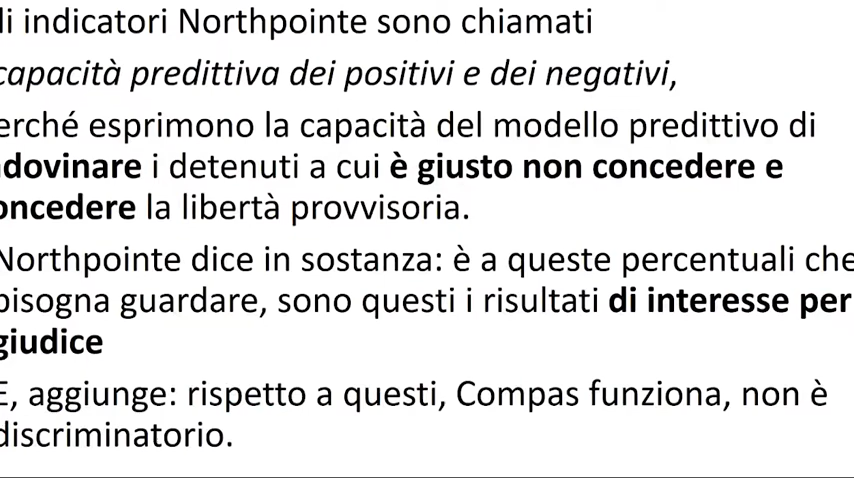 li indicatori Northpointe sono chiamati
capacità predittiva dei positivi e dei negativi,
erché esprimono la capacità del modello predittivo di
dovinare i detenuti a cui è giusto non concedere e
oncedere la libertà provvisoria.
Northpointe dice in sostanza: è a queste percentuali che
bisogna guardare, sono questi i risultati di interesse per
giudice
E, aggiunge: rispetto a questi, Compas funziona, non è
discriminatorio.